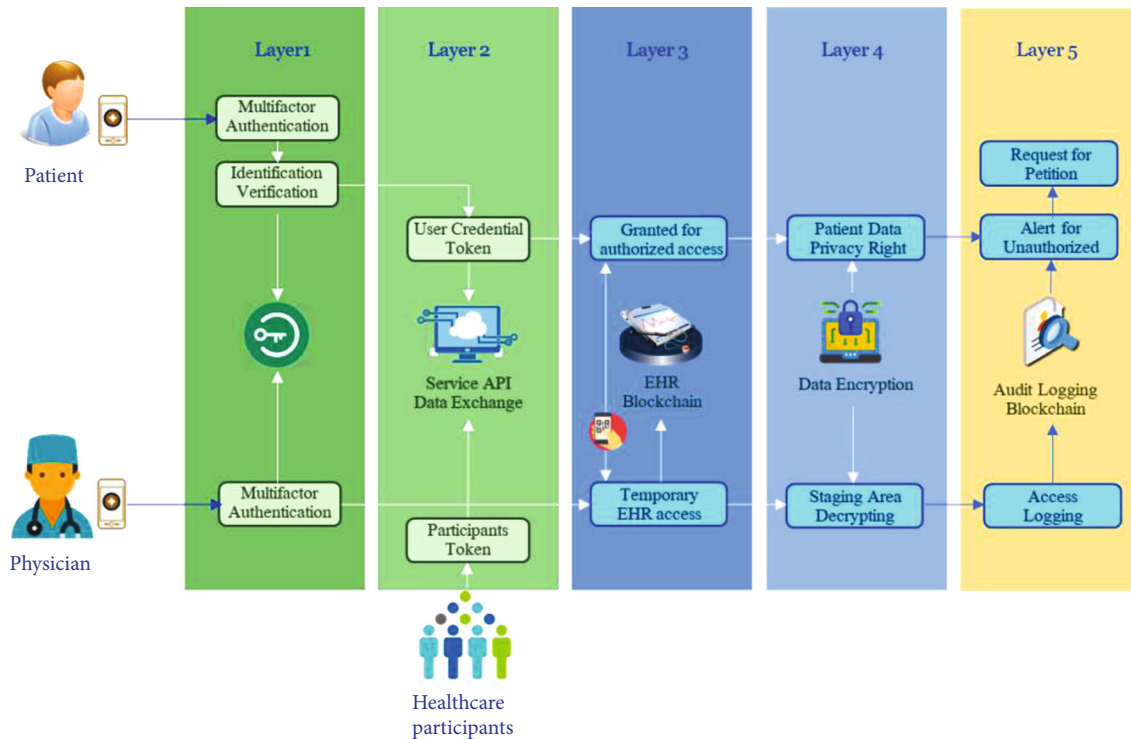 Layer1
Layer 2
Layer 3
Layer 4
Layer 5
Patient
Multifactor
Authentication
Identification
Verification
User Credential
Token
Granted for
authorized access
Patient Data
Privacy Right
Request for
Petition
Alert for
Unauthorized
Service API
Data Exchange
EHR
Blockchain
Data Encryption
Audit Logging
Blockchain
Physician
Multifactor
Authentication
Participants
Token
Temporary
EHR access
Staging Area
Decrypting
Access
Logging
Healthcare
participants